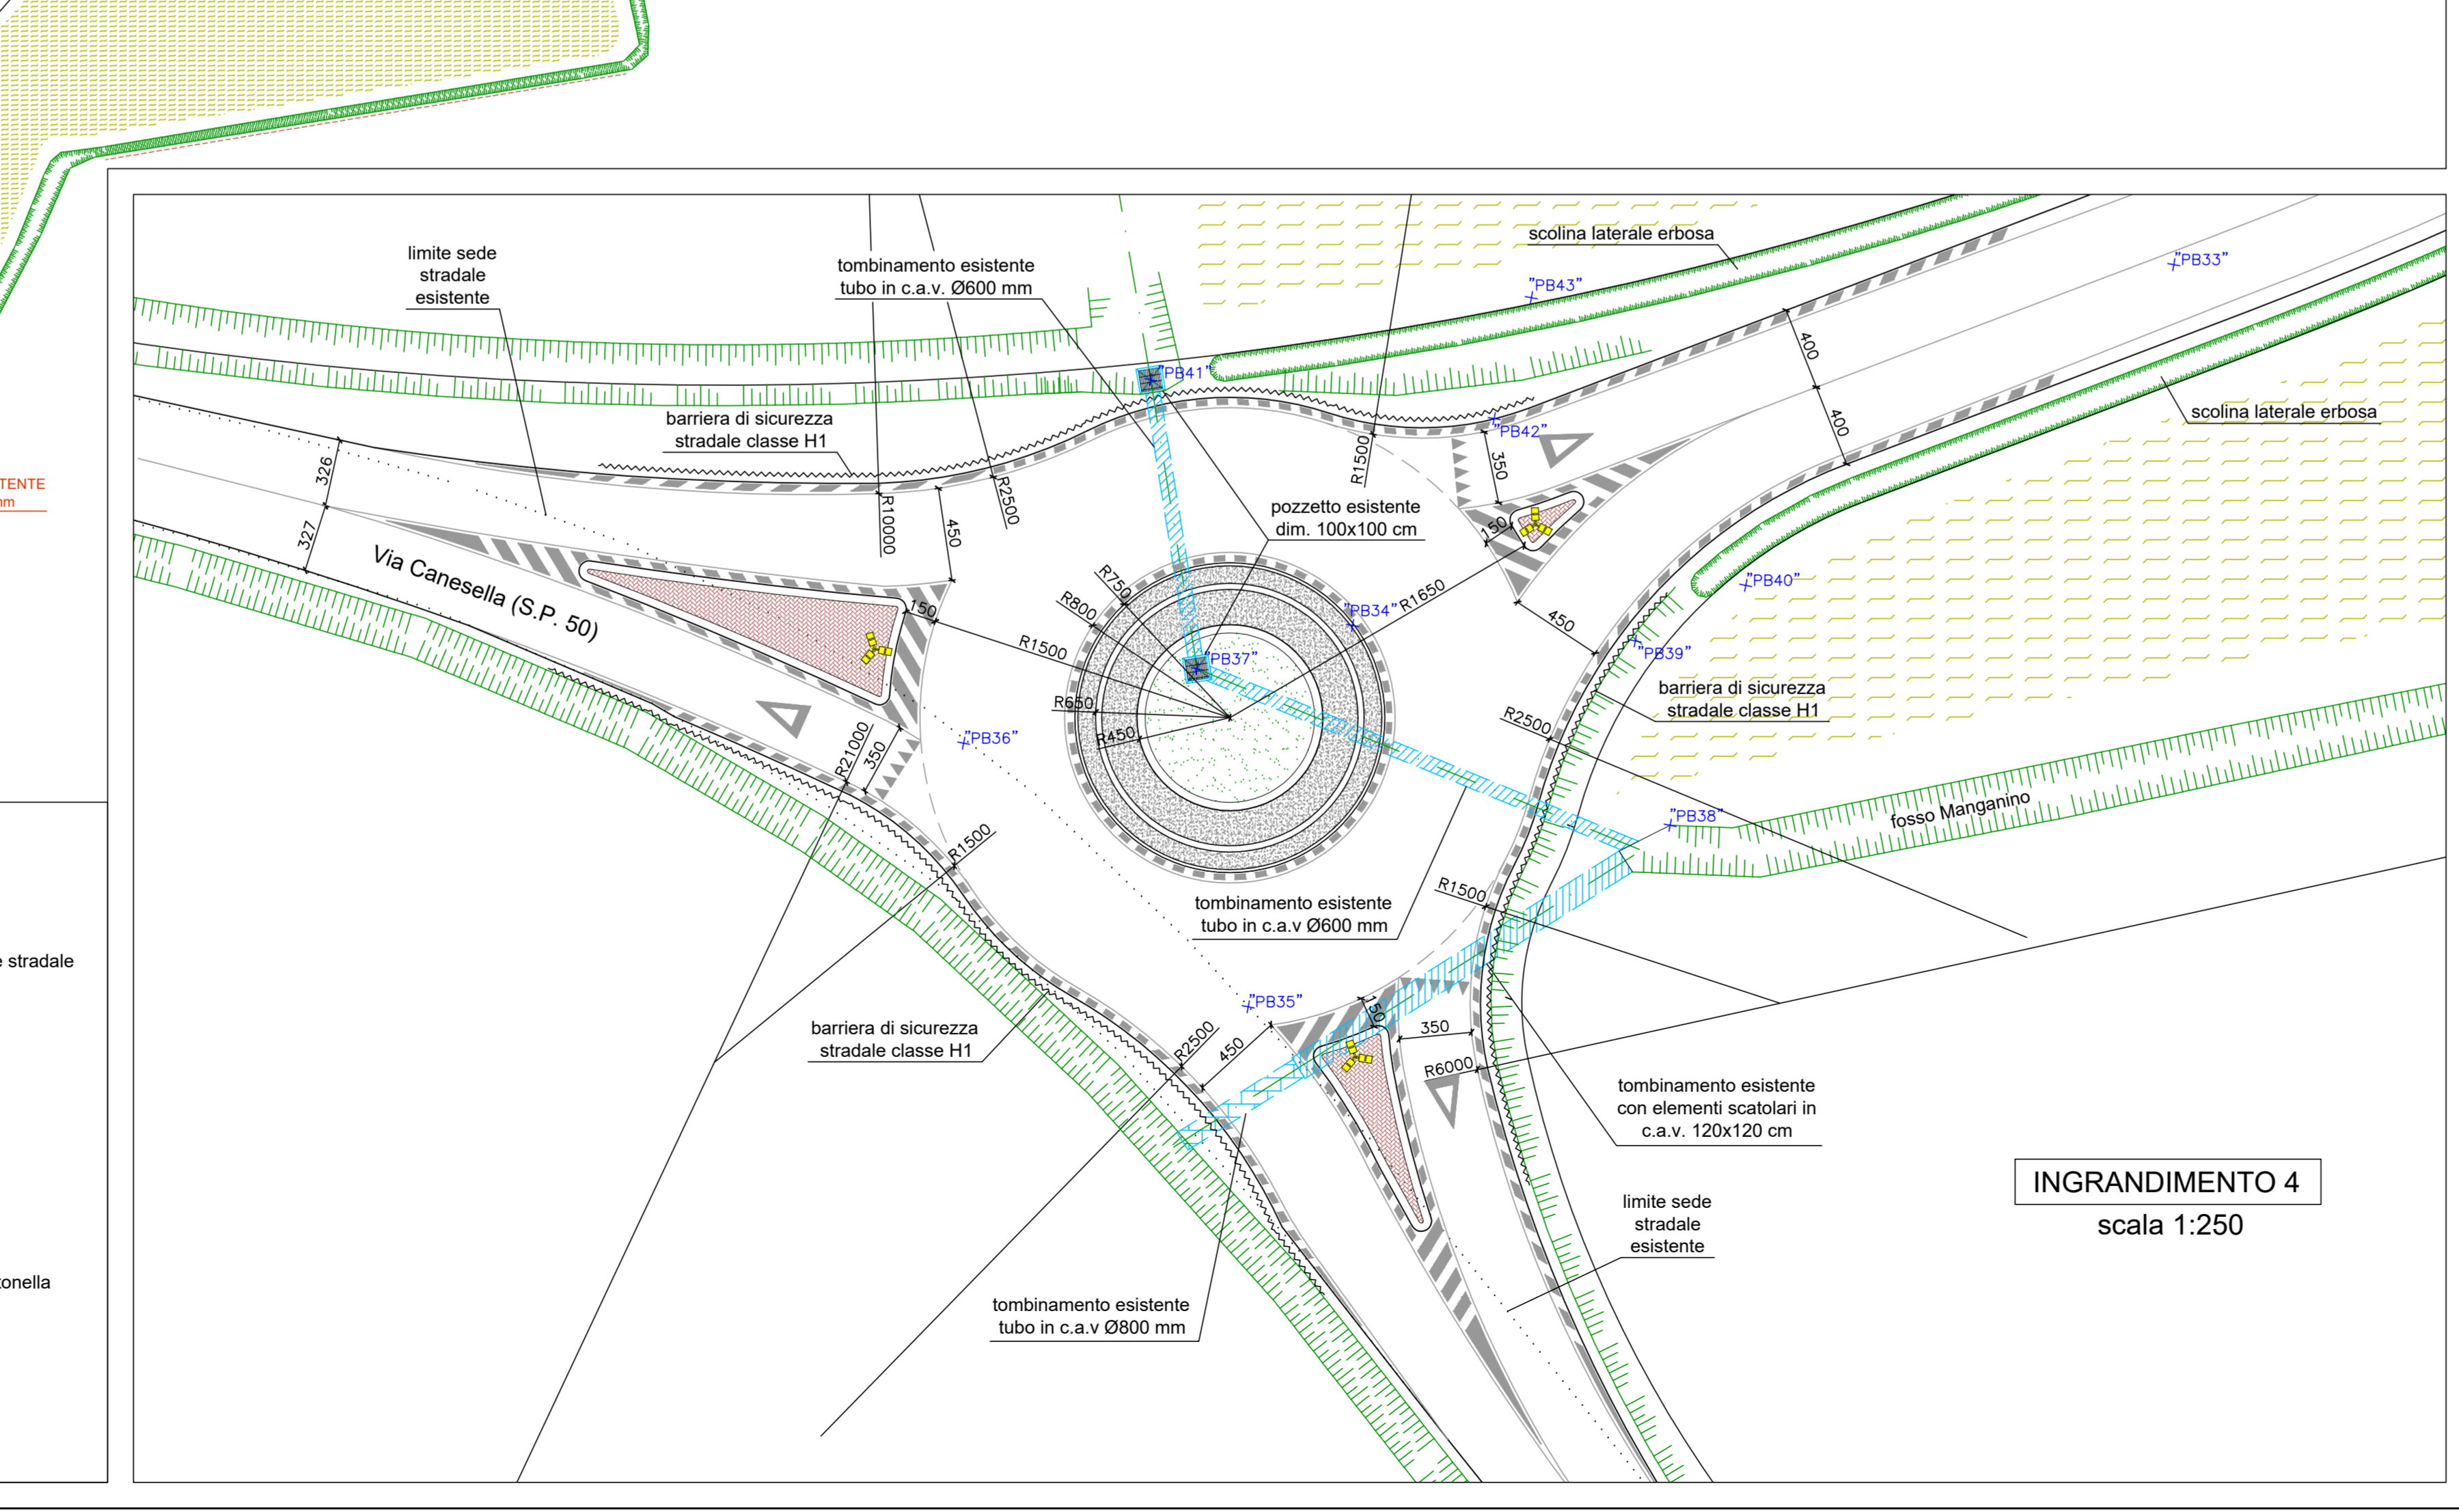 limite sede
stradale
esistente
tombinamento esistente
tubo in c.a.v. Ø600 mm
scolina laterale erbosa
"PB43"
"PB33"
"PB41"
400
400
barriera di sicurezza
stradale classe H1
scolina laterale erbosa
"PB42"
R1500
350
326
327
TENTE
mm
R10000
R2500
450
pozzetto esistente
dim. 100x100 cm
150
Via Canesella (S.P. 50)
R750
R800
R1650
"PB34"
"PB40"
150
450
R1500
"PB37"
"PB39"
barriera di sicurezza
stradale classe H1
R650
R450
R2500
"PB36"
R21000
350
fosso Manganino
"PB38"
R1500
R1500
tombinamento esistente
tubo in c.a.v Ø600 mm
e stradale
"PB35"
150
350
barriera di sicurezza
stradale classe H1
R2500
450
R6000
tombinamento esistente
con elementi scatolari in
c.a.v. 120x120 cm
INGRANDIMENTO 4
scala 1:250
limite sede
stradale
esistente
onella
tombinamento esistente
tubo in c.a.v Ø800 mm